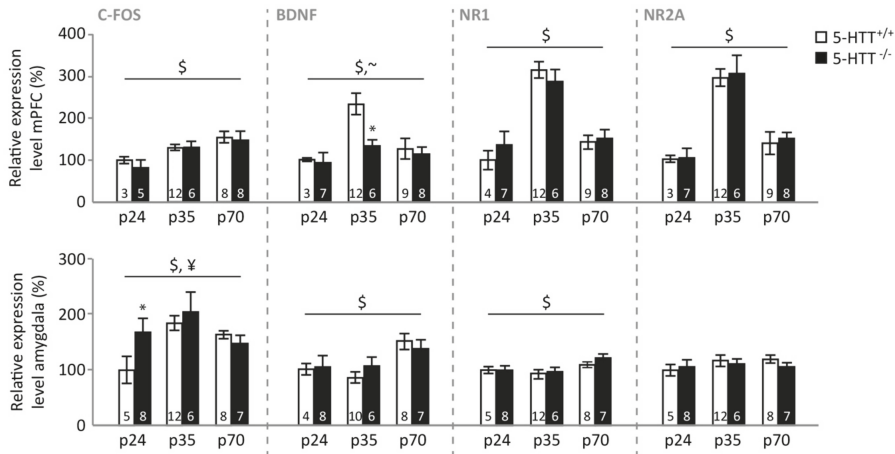 C-FOS BDNF NR1 NR2A
5-HTT+/+
5-HTT-/-
Relative expression
level mPFC (%)
400
300
200
100
0
$ $,~ $ $
*
3 5 12 6 8 8 3 7 12 6 9 8 4 7 12 6 9 8 3 7 12 6 9 8
p24 p35 p70 p24 p35 p70 p24 p35 p70 p24 p35 p70
Relative expression
level amygdala (%)
300
200
100
0
$, ¥ $ $
*
5 8 12 6 8 7 4 8 10 6 8 7 5 8 12 6 8 7 5 8 12 6 8 7
p24 p35 p70 p24 p35 p70 p24 p35 p70 p24 p35 p70